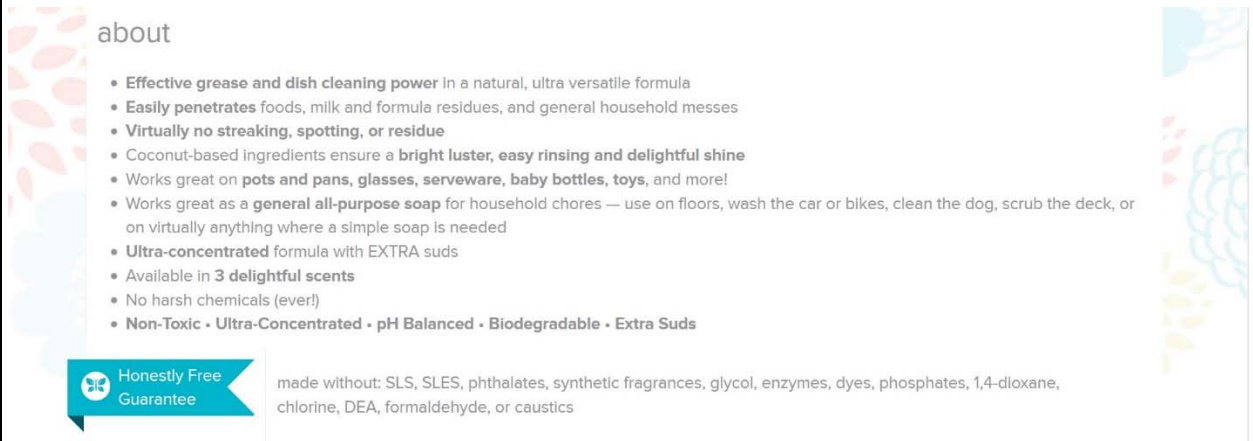 about
• Effective grease and dish cleaning power in a natural, ultra versatile formula
• Easily penetrates foods, milk and formula residues, and general household messes
• Virtually no streaking, spotting, or residue
• Coconut-based ingredients ensure a bright luster, easy rinsing and delightful shine
• Works great on pots and pans, glasses, serveware, baby bottles, toys, and more!
• Works great as a general all-purpose soap for household chores — use on floors, wash the car or bikes, clean the dog, scrub the deck, or
on virtually anything where a simple soap is needed
• Ultra-concentrated formula with EXTRA suds
• Available in 3 delightful scents
• No harsh chemicals (ever!)
• Non-Toxic • Ultra-Concentrated • pH Balanced • Biodegradable • Extra Suds
Honestly Free
Guarantee
made without: SLS, SLES, phthalates, synthetic fragrances, glycol, enzymes, dyes, phosphates, 1,4-dioxane,
chlorine, DEA, formaldehyde, or caustics